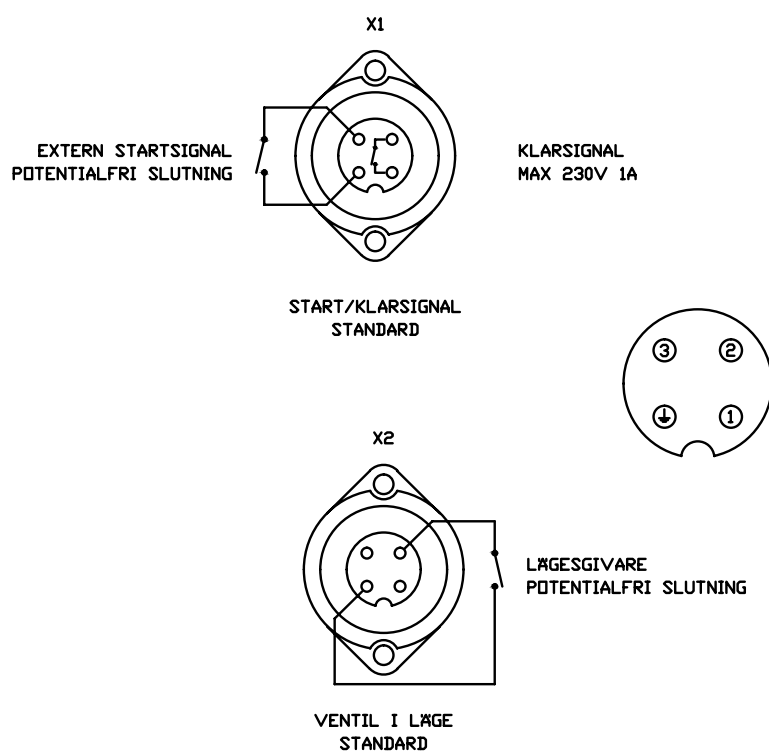 X1
EXTERN STARTSIGNAL
POTENTIALFRI SLUTNING
KLARSIGNAL
MAX 230V 1A
START/KLARSIGNAL
STANDARD
3
2
1
X2
LÄGESGIVARE
POTENTIALFRI SLUTNING
VENTIL I LÄGE
STANDARD